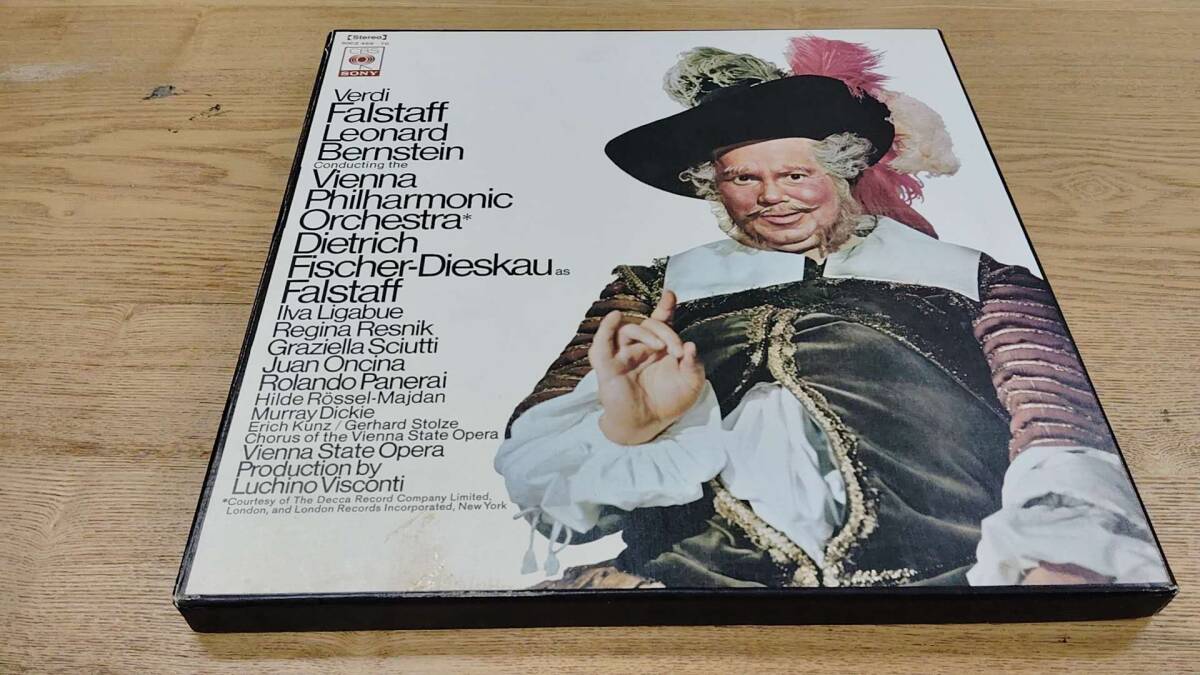 [Stereo]
CBS
SONY
Verdi
Falstaff
Leonard
Bernstein
Conducting the
Vienna
Philharmonic
Orchestra*
Dietrich
Fischer-Dieskau as
Falstaff
Ilva Ligabue
Regina Resnik
Graziella Sciutti
Juan Oncina
Rolando Panerai
Hilde Rössel-Majdan
Murray Dickie
Erich Kunz / Gerhard Stolze
Chorus of the Vienna State Opera
Vienna State Opera
Production by
Luchino Visconti
*Courtesy of The Decca Record Company Limited,
London, and London Records Incorporated, New York